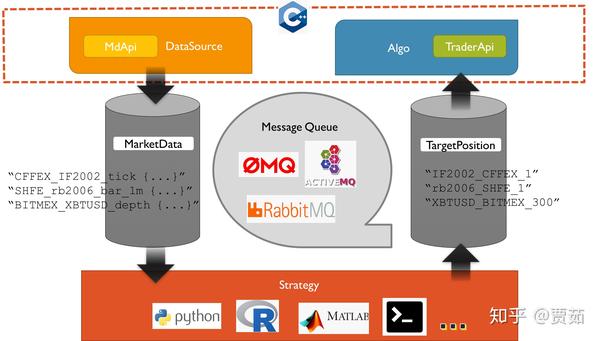 C++
MdApi
DataSource
Algo
TraderApi
MarketData
Message Queue
TargetPosition
ØMQ
ACTIVEMQ
RabbitMQ
“CFFEX_IF2002_tick {...}”
“SHFE_rb2006_bar_1m {...}”
“BITMEX_XBTUSD_depth {...}”
“IF2002_CFFEX_1”
“rb2006_SHFE_1”
“XBTUSD_BITMEX_300”
Strategy
python
R
MATLAB
>_
...
知乎 @贾茹